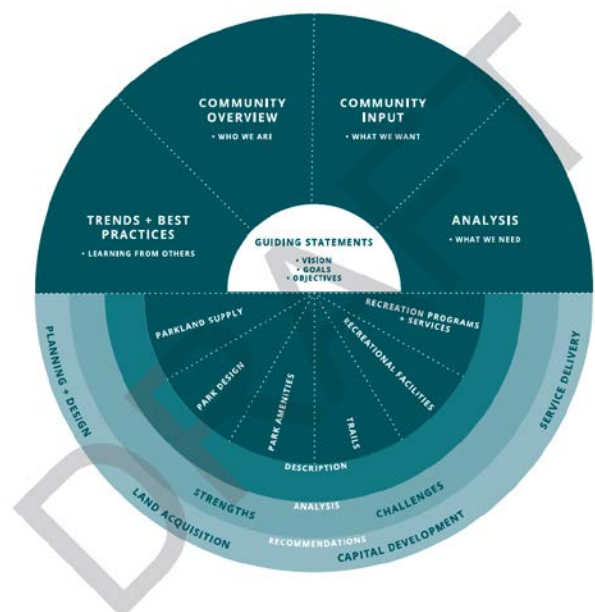 COMMUNITY
OVERVIEW
• WHO WE ARE
COMMUNITY
INPUT
• WHAT WE WANT
TRENDS + BEST
PRACTICES
• LEARNING FROM OTHERS
ANALYSIS
• WHAT WE NEED
GUIDING STATEMENTS
• VISION
• GOALS
• OBJECTIVES
PARKLAND SUPPLY
PARK DESIGN
PARK AMENITIES
TRAILS
RECREATIONAL FACILITIES
RECREATION PROGRAMS
+ SERVICES
DESCRIPTION
STRENGTHS
ANALYSIS
CHALLENGES
PLANNING + DESIGN
LAND ACQUISITION
RECOMMENDATIONS
CAPITAL DEVELOPMENT
SERVICE DELIVERY
DRAFT